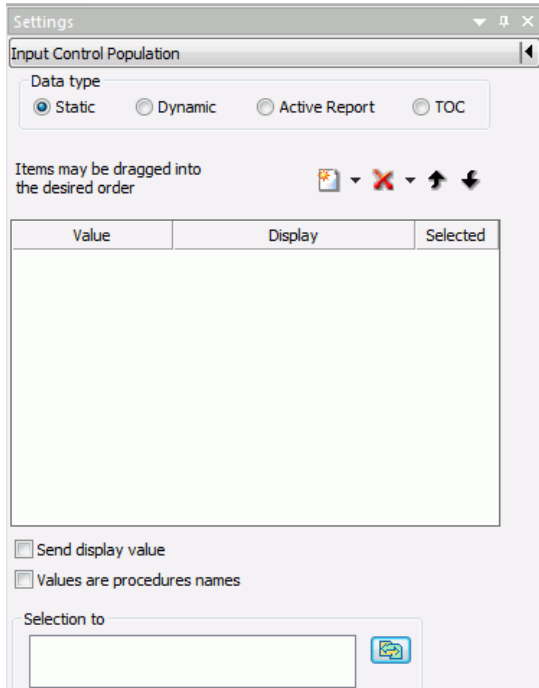 Settings
Input Control Population
Data type
Static Dynamic Active Report TOC
Items may be dragged into
the desired order
Value Display Selected
Send display value
Values are procedures names
Selection to